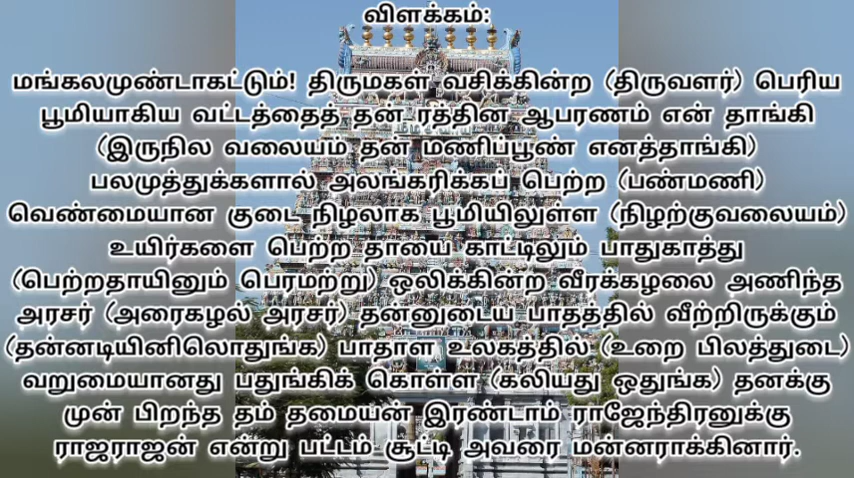 விளக்கம்:
மங்கலமுண்டாகட்டும்! திருமகள் வசிக்கின்ற (திருவளர்) பெரிய
பூமியாகிய வட்டத்தைத் தன் ரத்தின ஆபரணம் என் தாங்கி
(இருநில வலையம் தன் மணிப்பூண் எனத்தாங்கி)
பலமுத்துக்களால் அலங்கரிக்கப் பெற்ற (பண்மணி)
வெண்மையான குடை நிழலாக பூமியிலுளள (நிழற்குவலையம்)
உயிர்களை பெற்ற தாயை காட்டிலும் பாதுகாத்து
(பெற்றதாயினும் பெரமற்று) ஒலிக்கின்ற வீரக்கழலை அணிந்த
அரசர் (அரைகழல் அரசர்) தன்னுடைய பாதத்தில் வீற்றிருக்கும்
(தன்னடியினிலொதுங்க) பாதாள உலகத்தில் (உறை பிலத்துடை)
வறுமையானது பதுங்கிக் கொள்ள (கலியது ஒதுங்க) தனக்கு
முன் பிறந்த தம் தமையன் இரண்டாம் ராஜேந்திரனுக்கு
ராஜராஜன் என்று பட்டம் சூட்டி அவரை மன்னராக்கினார்.